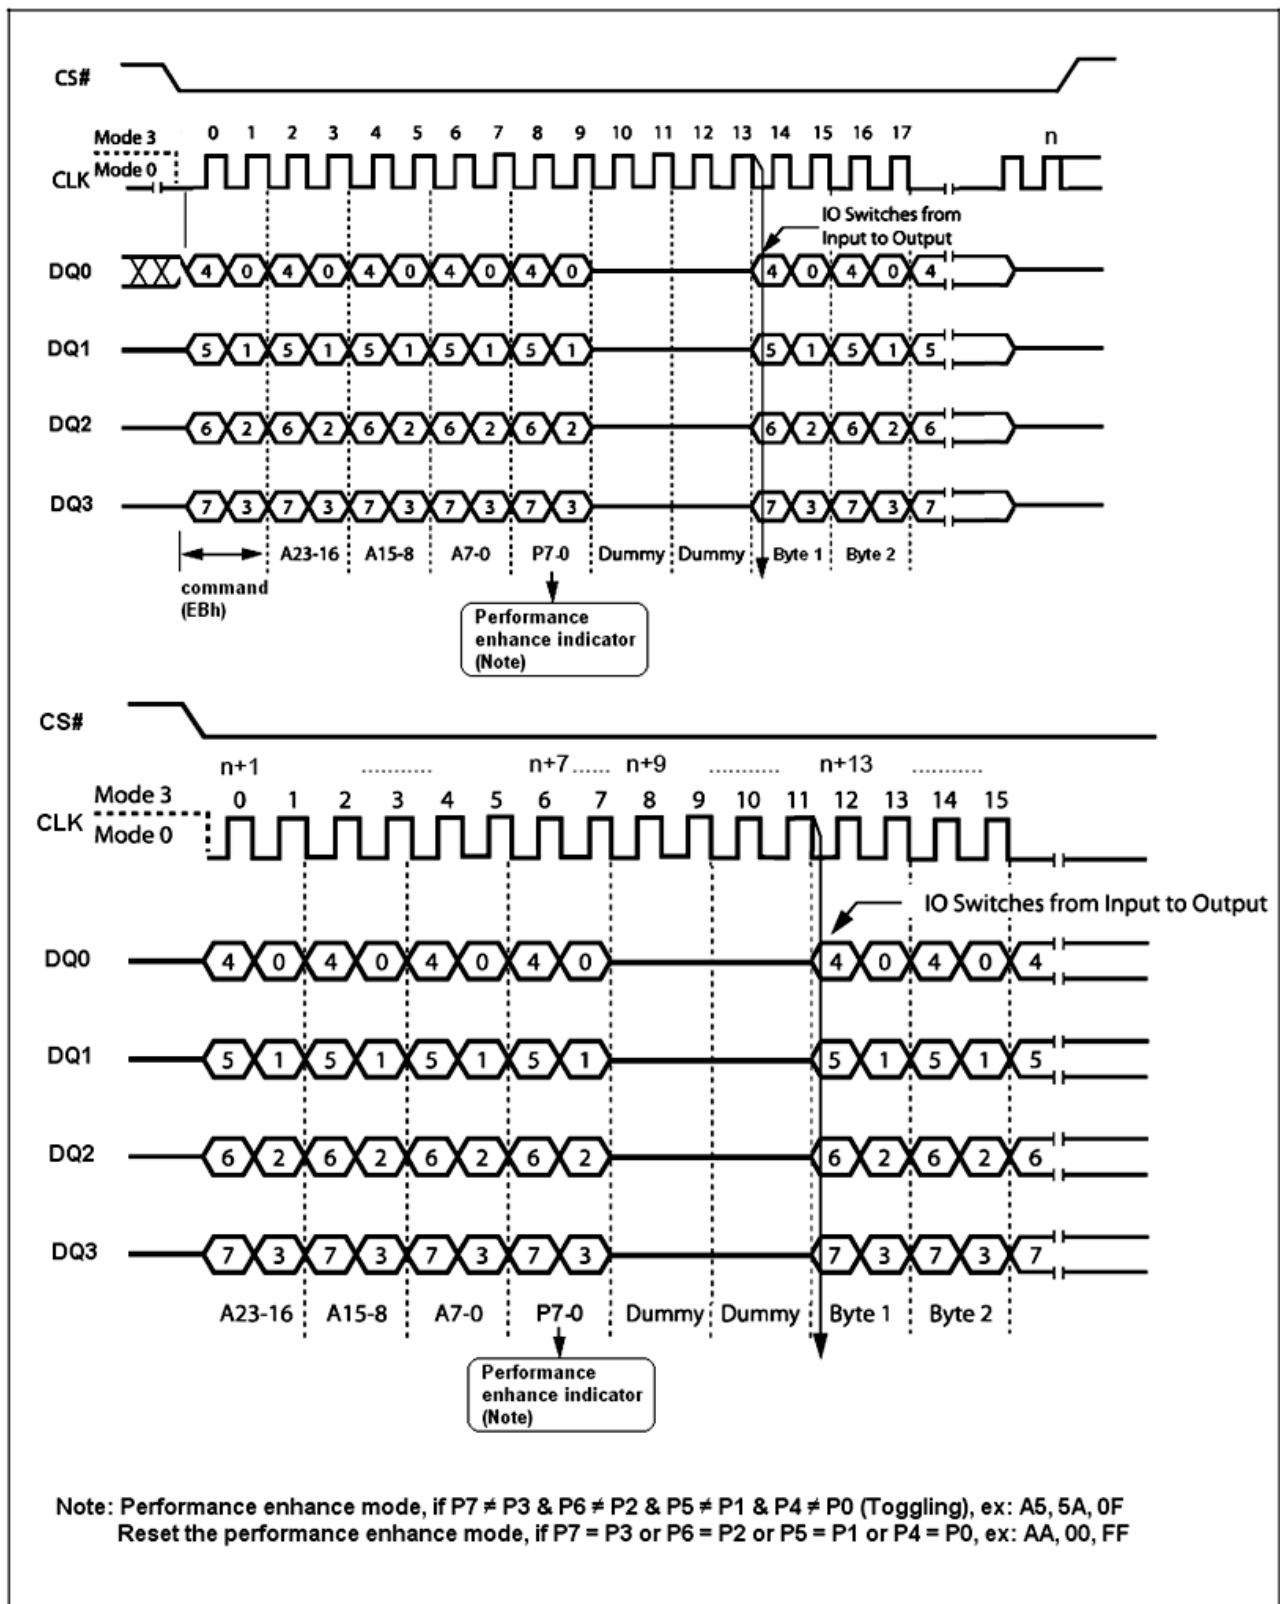 CS#
Mode 3
Mode 0
CLK
0 1 2 3 4 5 6 7 8 9 10 11 12 13 14 15 16 17 n
IO Switches from
Input to Output
DQ0
4 0 4 0 4 0 4 0 4 0 4 0 4 0 4
DQ1
5 1 5 1 5 1 5 1 5 1 5 1 5 1 5
DQ2
6 2 6 2 6 2 6 2 6 2 6 2 6 2 6
DQ3
7 3 7 3 7 3 7 3 7 3 7 3 7 3 7
A23-16 A15-8 A7-0 P7-0 Dummy Dummy Byte 1 Byte 2
command
(EBh)
Performance
enhance indicator
(Note)
CS#
n+1 ........... n+7 ...... n+9 ........... n+13 ...........
Mode 3
Mode 0
CLK
0 1 2 3 4 5 6 7 8 9 10 11 12 13 14 15
IO Switches from Input to Output
DQ0
4 0 4 0 4 0 4 0 4 0 4 0 4
DQ1
5 1 5 1 5 1 5 1 5 1 5 1 5
DQ2
6 2 6 2 6 2 6 2 6 2 6 2 6
DQ3
7 3 7 3 7 3 7 3 7 3 7 3 7
A23-16 A15-8 A7-0 P7-0 Dummy Dummy Byte 1 Byte 2
Performance
enhance indicator
(Note)
Note: Performance enhance mode, if P7 ≠ P3 & P6 ≠ P2 & P5 ≠ P1 & P4 ≠ P0 (Toggling), ex: A5, 5A, 0F
Reset the performance enhance mode, if P7 = P3 or P6 = P2 or P5 = P1 or P4 = P0, ex: AA, 00, FF